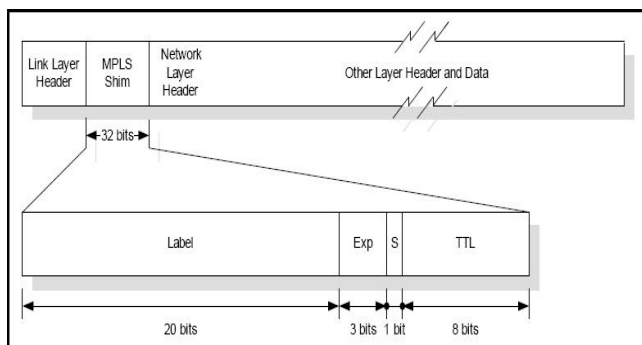 Link Layer
Header
MPLS
Shim
Network
Layer
Header
Other Layer Header and Data
32 bits
Label
Exp
S
TTL
20 bits
3 bits
1 bit
8 bits